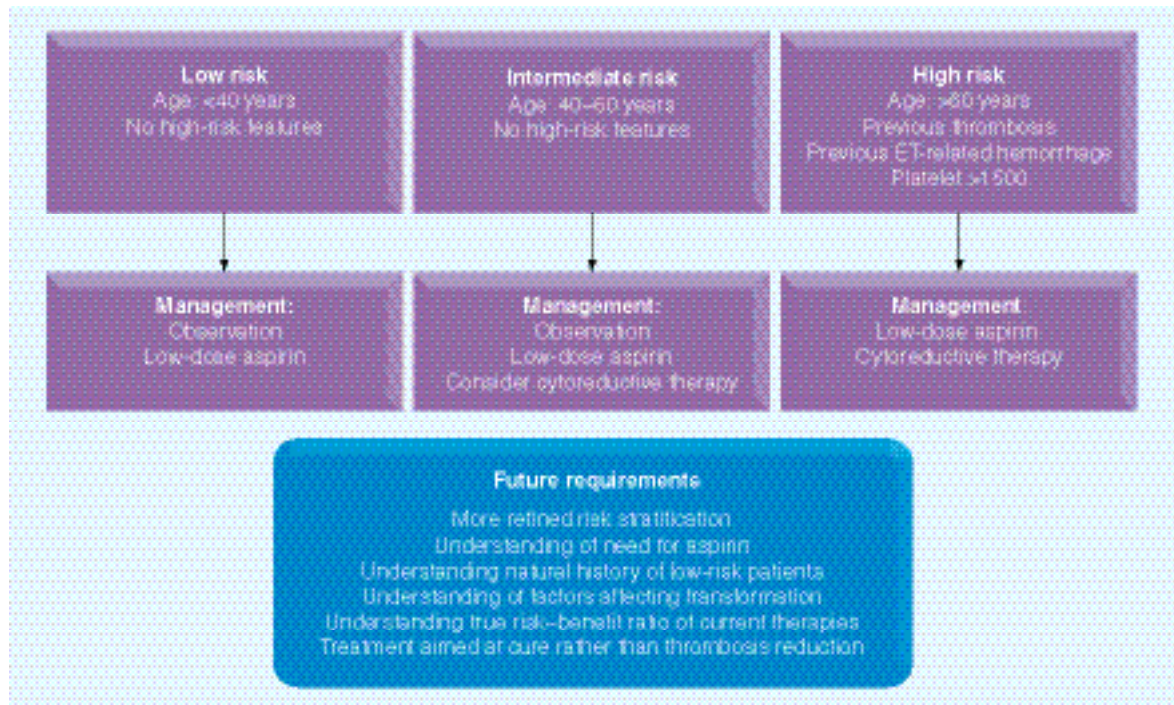 Low risk
Age: <40 years
No high-risk features
Intermediate risk
Age: 40–60 years
No high-risk features
High risk
Age: >60 years
Previous thrombosis
Previous ET-related hemorrhage
Platelet >1500
Management:
Observation
Low-dose aspirin
Management:
Observation
Low-dose aspirin
Consider cytoreductive therapy
Management:
Low-dose aspirin
Cytoreductive therapy
Future requirements
More refined risk stratification
Understanding of need for aspirin
Understanding natural history of low-risk patients
Understanding of factors affecting transformation
Understanding true risk–benefit ratio of current therapies
Treatment aimed at cure rather than thrombosis reduction